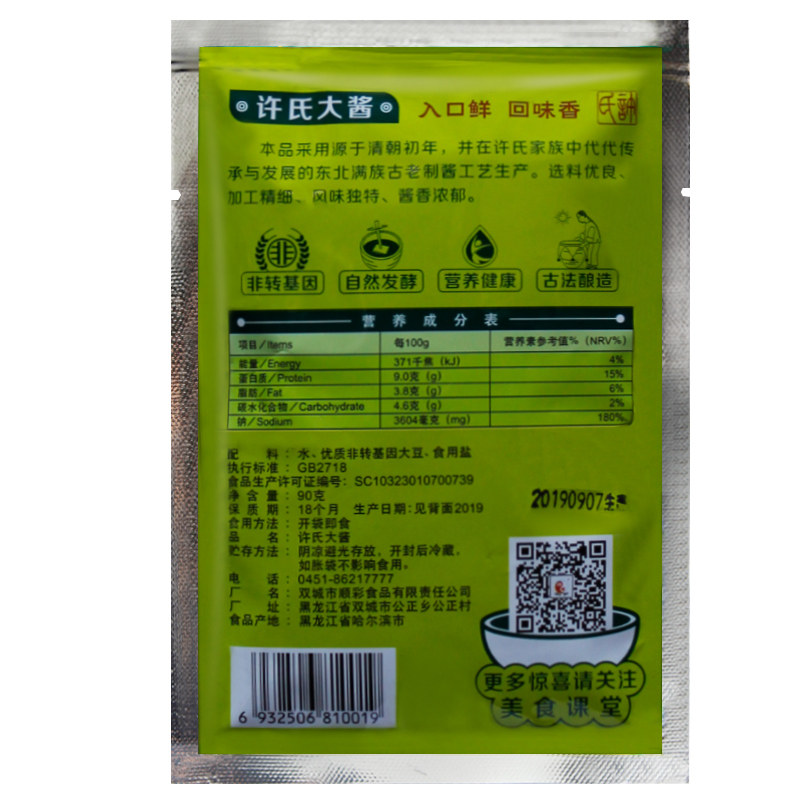 许氏大酱
入口鲜 回味香 許氏
本品采用源于清朝初年，并在许氏家族中代代传
承与发展的东北满族古老制酱工艺生产。选料优良、
加工精细、风味独特、酱香浓郁。
非
非转基因 自然发酵 营养健康 古法酿造
营养成分表
项目/Items 每100g 营养素参考值%（NRV%）
能量/Energy 371千焦（kJ） 4%
蛋白质/Protein 9.0克（g） 15%
脂肪/Fat 3.8克（g） 6%
碳水化合物/Carbohydrate 4.6克（g） 2%
钠/Sodium 3604毫克（mg） 180%
配料：水、优质非转基因大豆、食用盐
执行标准：GB2718
食品生产许可证编号：SC10323010700739
净含量：90克
保质期：18个月 生产日期：见背面2019
食用方法：开袋即食
品名：许氏大酱
贮存方法：阴凉避光存放，开封后冷藏，
如胀袋不影响食用。
电话：0451-86217777
厂名：双城市顺彩食品有限责任公司
厂址：黑龙江省双城市公正乡公正村
食品产地：黑龙江省哈尔滨市
20190907生产
更多惊喜请关注
美食课堂
6 932506 810019